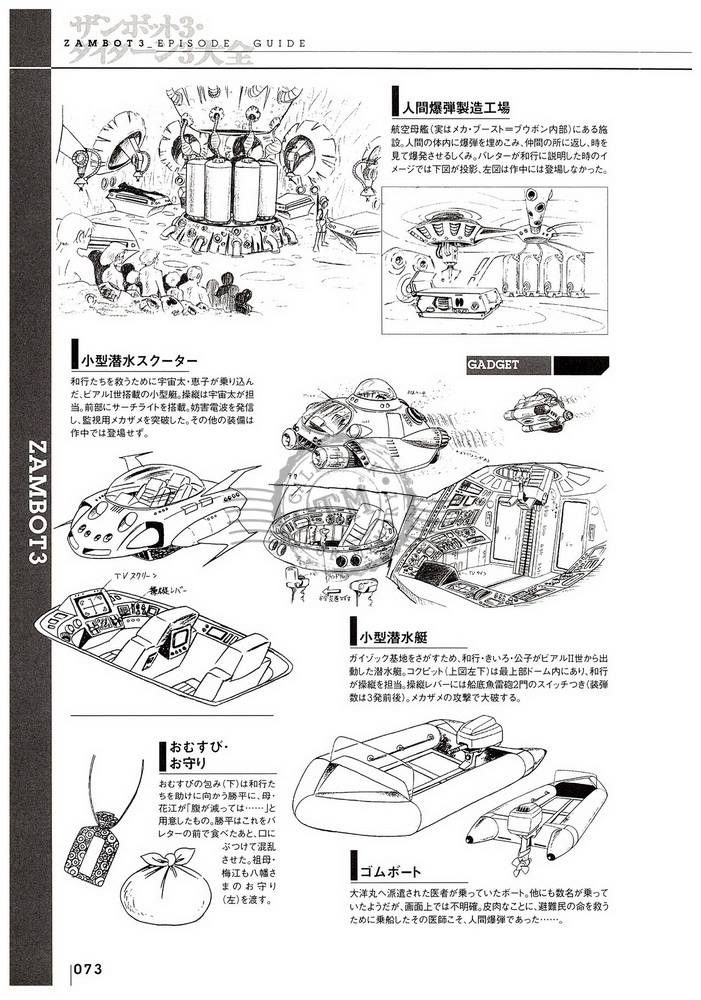 ザンボット3・
ダイターン3大全
ZAMBOT3_EPISODE GUIDE
人間爆弾製造工場
航空母艦(実はメカ・ブースト=ブウボン内部)にある施
設。人間の体内に爆弾を埋めこみ、仲間の所に返し、時を
見て爆発させるしくみ。バレターが和行に説明した時のイ
メージでは下図が投影、左図は作中には登場しなかった。
小型潜水スクーター
和行たちを救うために宇宙太・恵子が乗り込ん
だ、ビアルI世搭載の小型艇。操縦は宇宙太が担
当。前部にサーチライトを搭載。妨害電波を発信
し、監視用メカザメを突破した。その他の装備は
作中では登場せず。
GADGET
ZAMBOT3
TM
TVスクリーン
操縦レバー
小型潜水艇
ガイゾック基地をさがすため、和行・きいろ・公子がビアルII世から出
動した潜水艇。コクピット(上図左下)は最上部ドーム内にあり、和行
が操縦を担当。操縦レバーには船底魚雷砲2門のスイッチつき(装弾
数は3発前後)。メカザメの攻撃で大破する。
おむすび・
お守り
おむすびの包み(下)は和行た
ちを助けに向かう勝平に、母・
花江が「腹が減っては……」と
用意したもの。勝平はこれをバ
レターの前で食べたあと、口に
ぶつけて混乱
させた。祖母・
梅江も八幡さ
まのお守り
(左)を渡す。
ゴムボート
大洋丸へ派遣された医者が乗っていたボート。他にも数名が乗って
いたようだが、画面上では不明確。皮肉なことに、避難民の命を救う
ために乗船したその医師こそ、人間爆弾であった……。
073